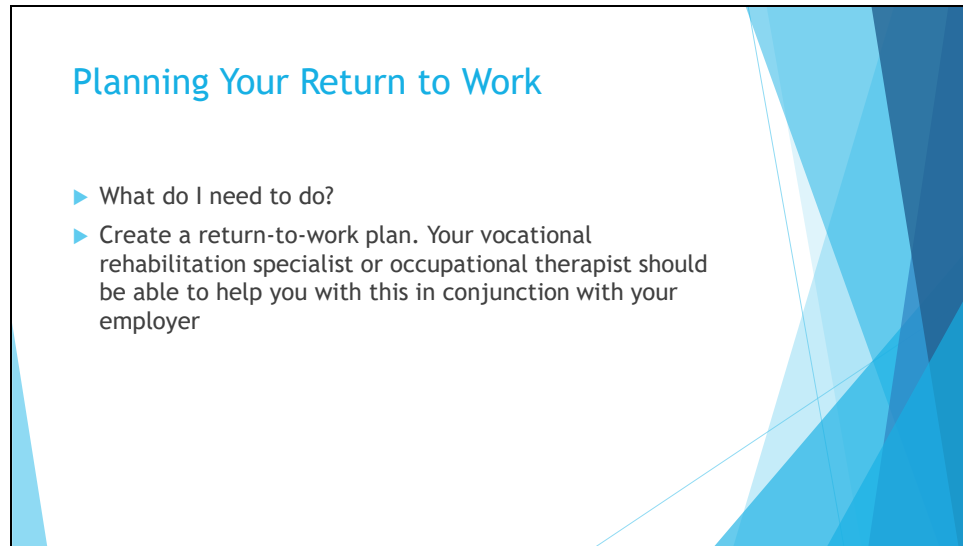 Planning Your Return to Work
What do I need to do?
Create a return-to-work plan. Your vocational
rehabilitation specialist or occupational therapist should
be able to help you with this in conjunction with your
employer